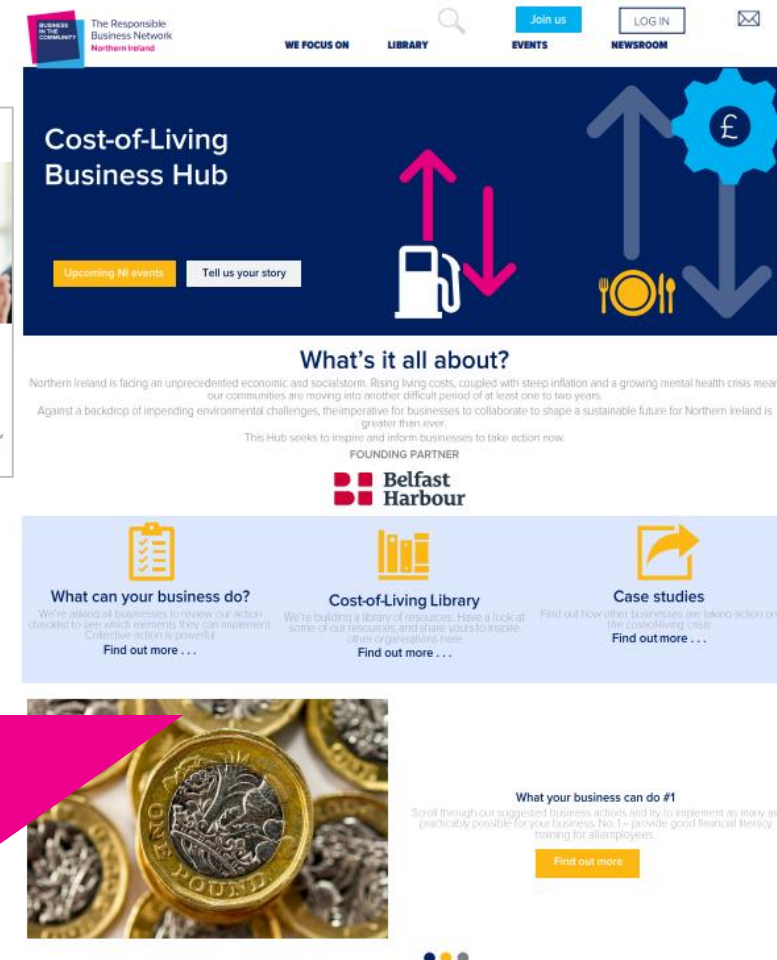 BUSINESS
IN THE
COMMUNITY
The Responsible
Business Network
Northern Ireland
Join us
LOG IN
WE FOCUS ON
LIBRARY
EVENTS
NEWSROOM
Cost-of-Living
Business Hub
£
Upcoming NI events
Tell us your story
What's it all about?
Northern Ireland is facing an unprecedented economic and socialstorm. Rising living costs, coupled with steep inflation and a growing mental health crisis mean
our communities are moving into another difficult period of at least one to two years.
Against a backdrop of impending environmental challenges, theimperative for businesses to collaborate to shape a sustainable future for Northern Ireland is
greater than ever.
This Hub seeks to inspire and inform businesses to take action now.
FOUNDING PARTNER
Belfast
Harbour
What can your business do?
We're asking all businesses to review our action
checklist to see which elements they can implement.
Collective action is powerful
Find out more . . .
Cost-of-Living Library
We're building a library of resources. Have a look at
some of our resources,and share yours to inspire
other organisations here
Find out more . . .
Case studies
Find out how other businesses are taking action on
the cost-of-living crisis
Find out more . . .
ONE POUND
What your business can do #1
Scroll through our suggested business actions and try to implement as many as
practicably possible for your business. No. 1 – provide good financial literacy
training for allemployees.
Find out more